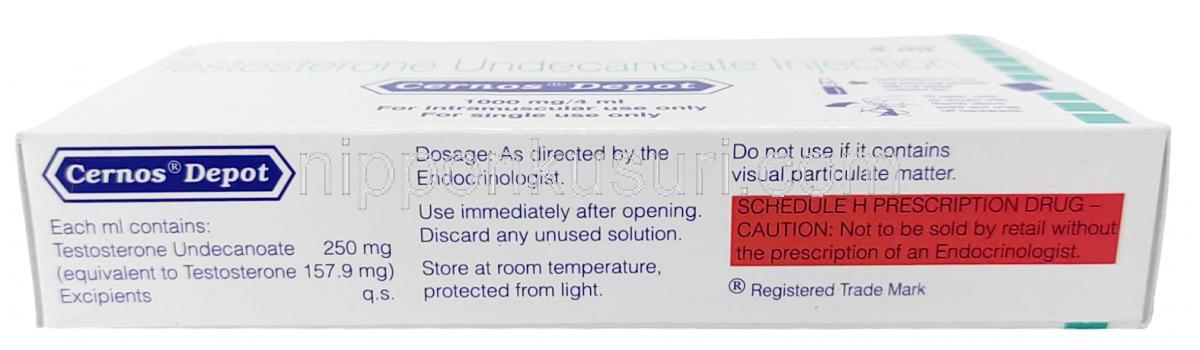 4 ml
Testosterone Undecanoate Injection
Cernos® Depot
1000 mg/4 ml
For intramuscular use only
For single use only
Cernos® Depot
Each ml contains:
Testosterone Undecanoate 250 mg
(equivalent to Testosterone 157.9 mg)
Excipients q.s.
Dosage: As directed by the
Endocrinologist.
Use immediately after opening.
Discard any unused solution.
Store at room temperature,
protected from light.
Do not use if it contains
visual particulate matter.
SCHEDULE H PRESCRIPTION DRUG –
CAUTION: Not to be sold by retail without
the prescription of an Endocrinologist.
® Registered Trade Mark
nipponkusuri.com